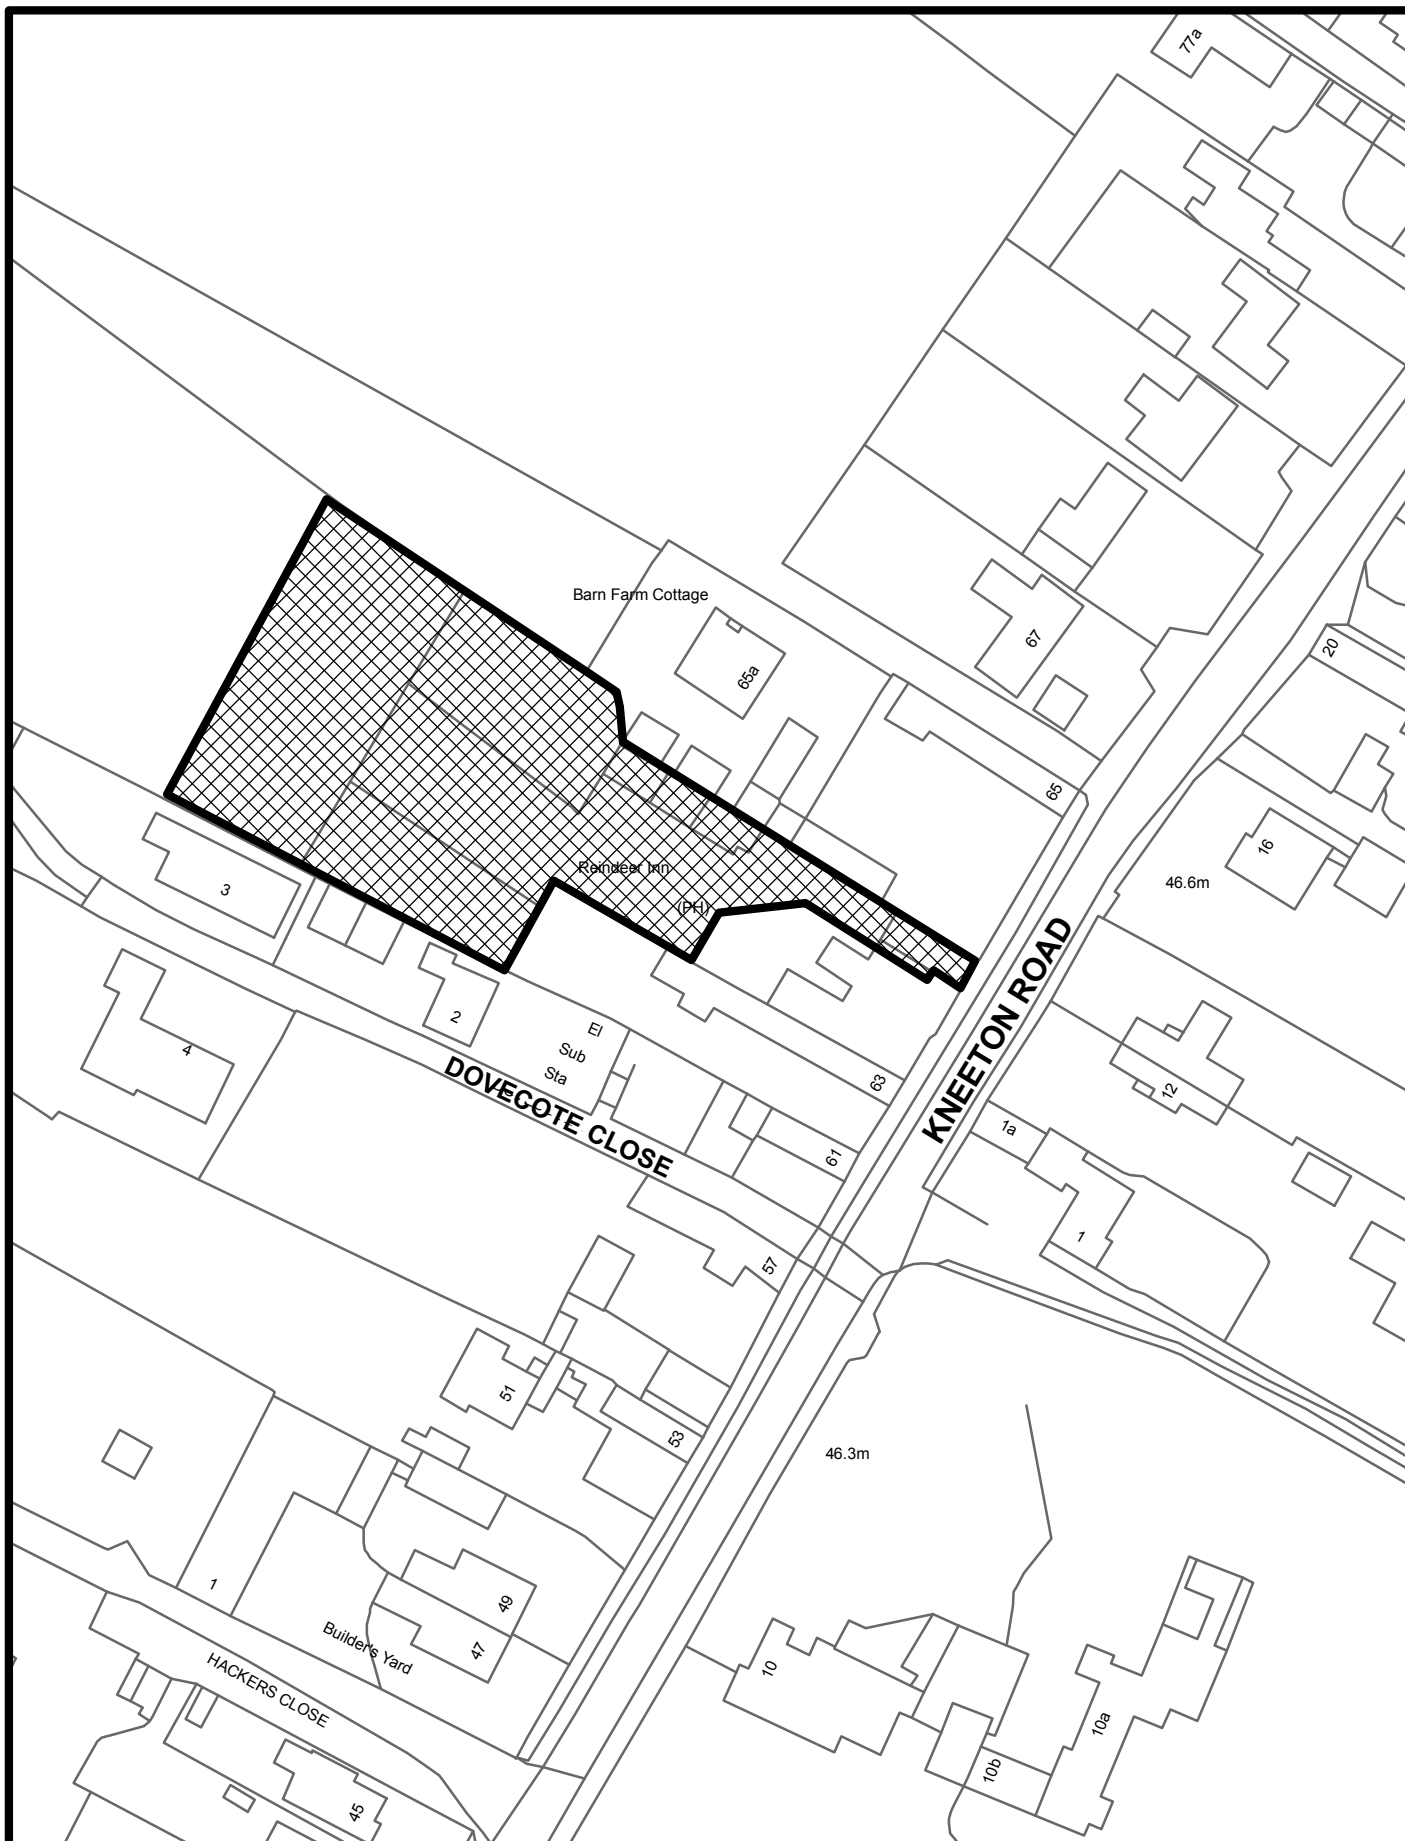 77a
Barn Farm Cottage
65a
67
20
65
16
46.6m
Reindeer Inn
(PH)
3
2
4
El
Sub
Sta
DOVECOTE CLOSE
KNEETON ROAD
63
12
1a
61
1
57
51
53
46.3m
49
47
1
Builder's Yard
HACKERS CLOSE
10
10a
10b
45